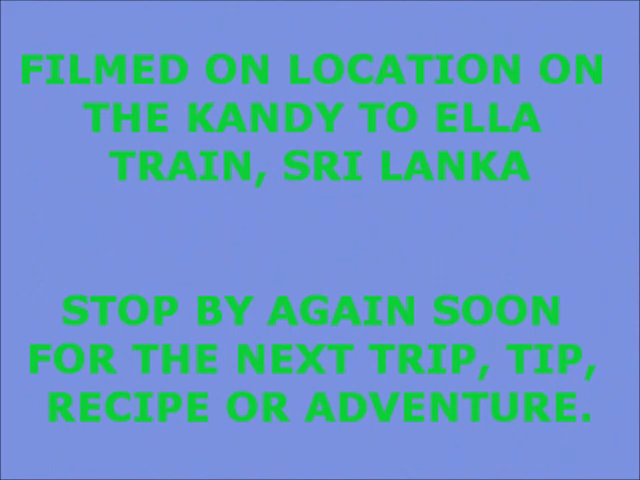 FILMED ON LOCATION ON
THE KANDY TO ELLA
TRAIN, SRI LANKA
STOP BY AGAIN SOON
FOR THE NEXT TRIP, TIP,
RECIPE OR ADVENTURE.